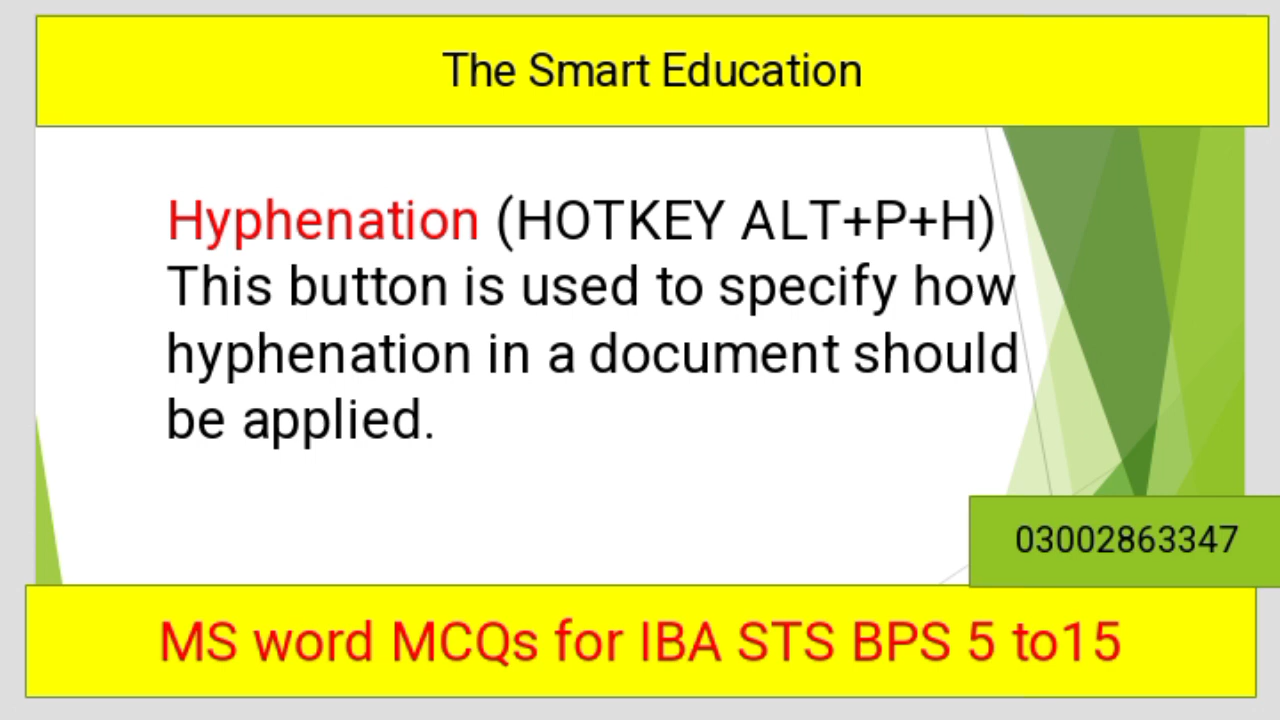 The Smart Education
Hyphenation (HOTKEY ALT+P+H)
This button is used to specify how
hyphenation in a document should
be applied.
03002863347
MS word MCQs for IBA STS BPS 5 to15